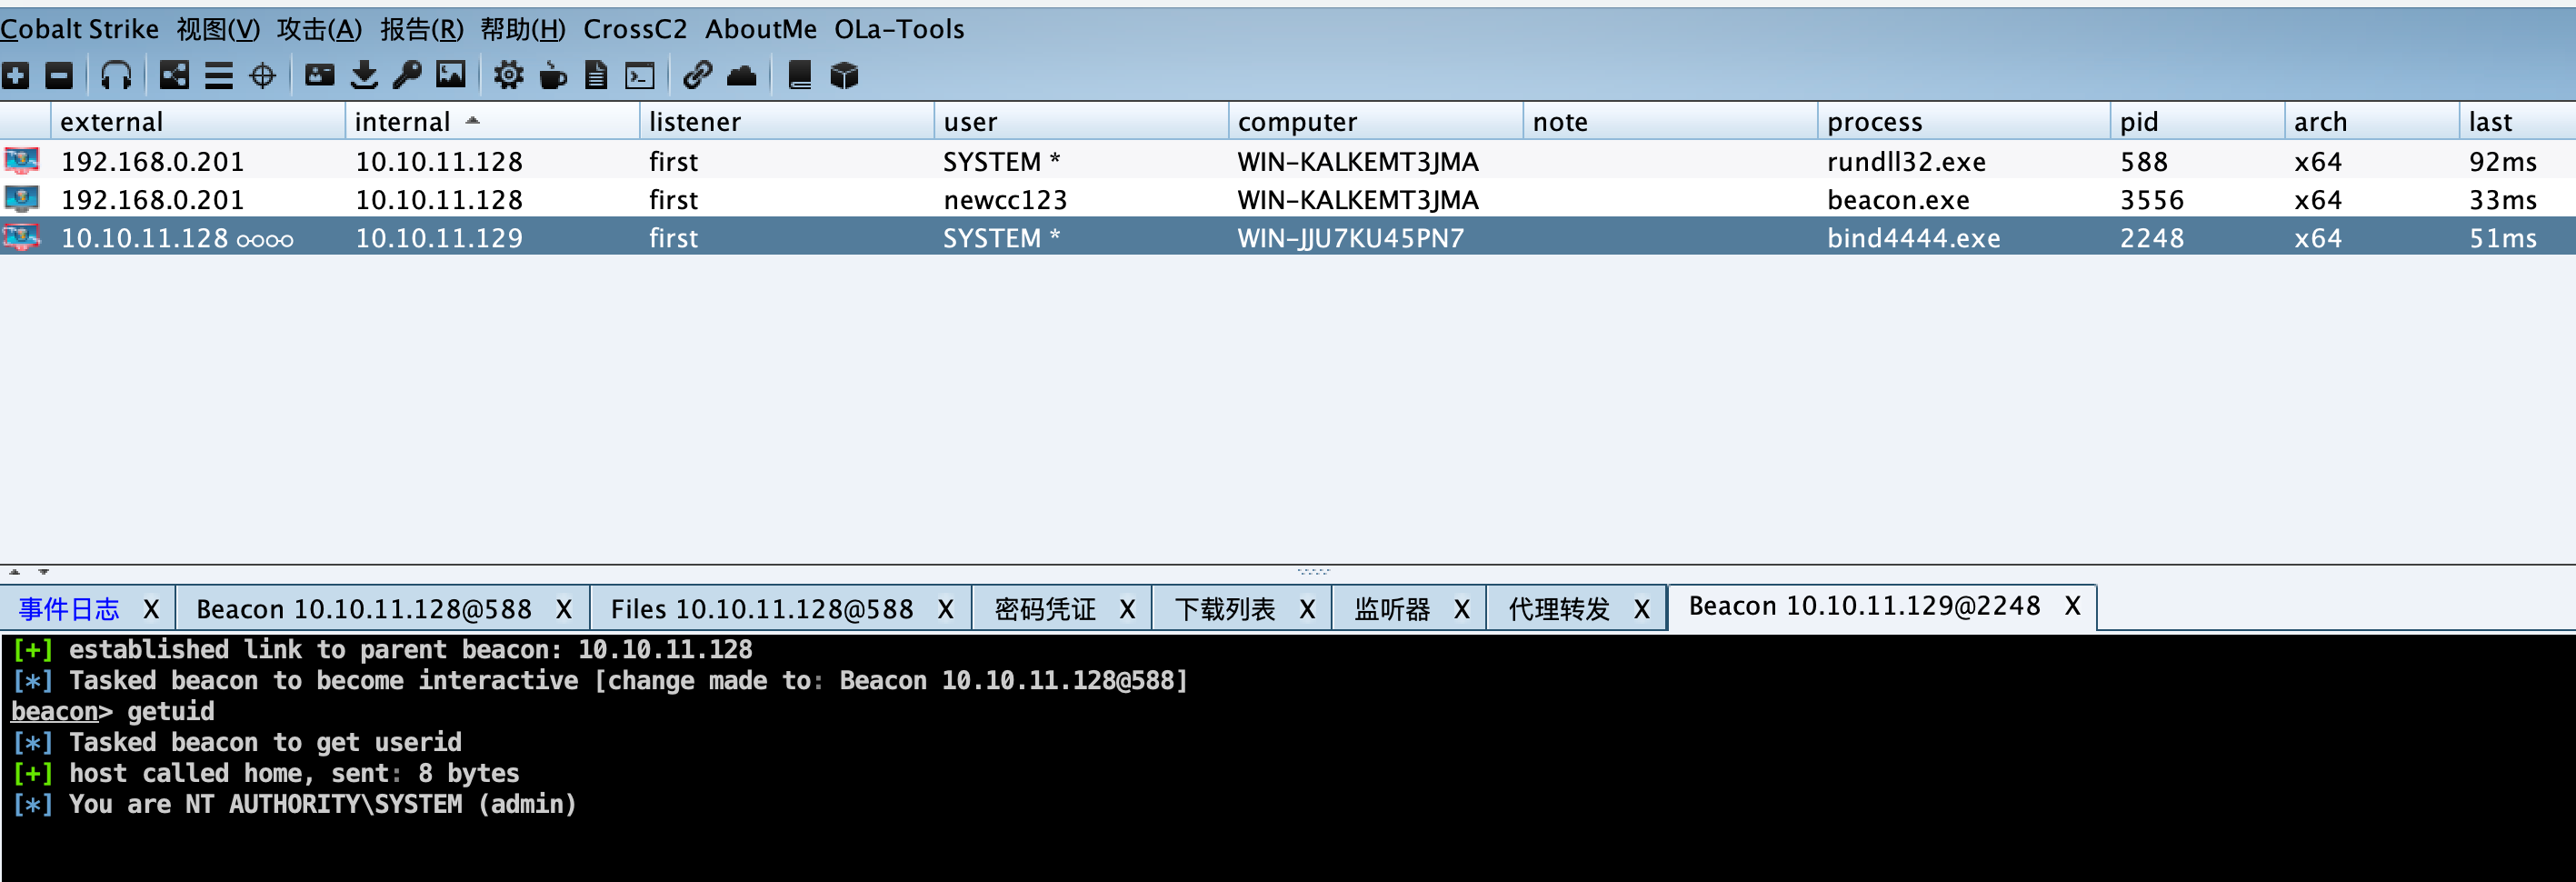 Cobalt Strike 视图(V) 攻击(A) 报告(R) 帮助(H) CrossC2 AboutMe OLa-Tools
external internal listener user computer note process pid arch last
192.168.0.201 10.10.11.128 first SYSTEM * WIN-KALKEMT3JMA rundll32.exe 588 x64 92ms
192.168.0.201 10.10.11.128 first newcc123 WIN-KALKEMT3JMA beacon.exe 3556 x64 33ms
10.10.11.128 10.10.11.129 first SYSTEM * WIN-JJU7KU45PN7 bind4444.exe 2248 x64 51ms
事件日志 X Beacon 10.10.11.128@588 X Files 10.10.11.128@588 X 密码凭证 X 下载列表 X 监听器 X 代理转发 X Beacon 10.10.11.129@2248 X
[+] established link to parent beacon: 10.10.11.128
[*] Tasked beacon to become interactive [change made to: Beacon 10.10.11.128@588]
beacon> getuid
[*] Tasked beacon to get userid
[+] host called home, sent: 8 bytes
[*] You are NT AUTHORITY\SYSTEM (admin)